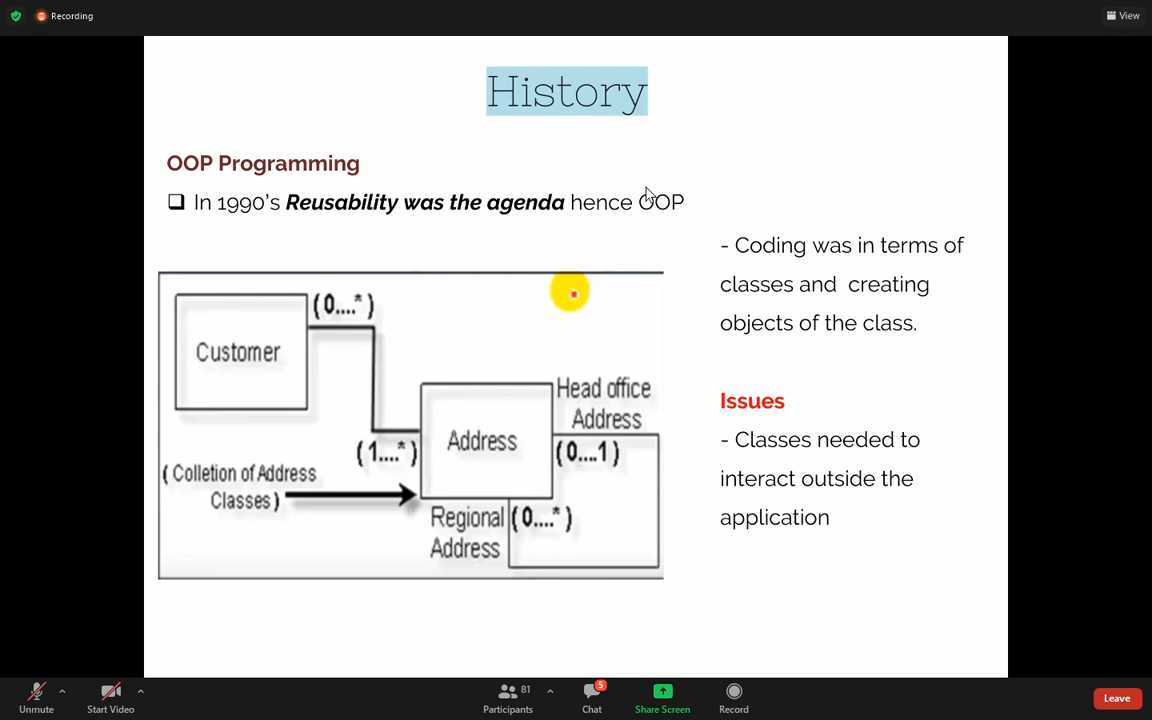 Recording
View
History
OOP Programming
In 1990's Reusability was the agenda hence OOP
- Coding was in terms of
classes and creating
objects of the class.
(0....*)
Customer
Head office
Address
Address
(1....*)
(0....1)
( Colletion of Address
Classes )
Regional (0....*)
Address
Issues
- Classes needed to
interact outside the
application
Unmute
Start Video
Participants
81
Chat
5
Share Screen
Record
Leave